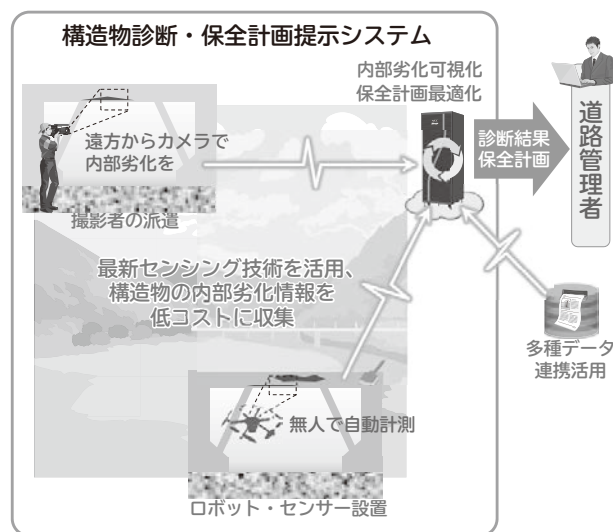 構造物診断・保全計画提示システム
内部劣化可視化
保全計画最適化
遠方からカメラで
内部劣化を
撮影者の派遣
診断結果
保全計画
道路管理者
最新センシング技術を活用、
構造物の内部劣化情報を
低コストに収集
多種データ
連携活用
無人で自動計測
ロボット・センサー設置